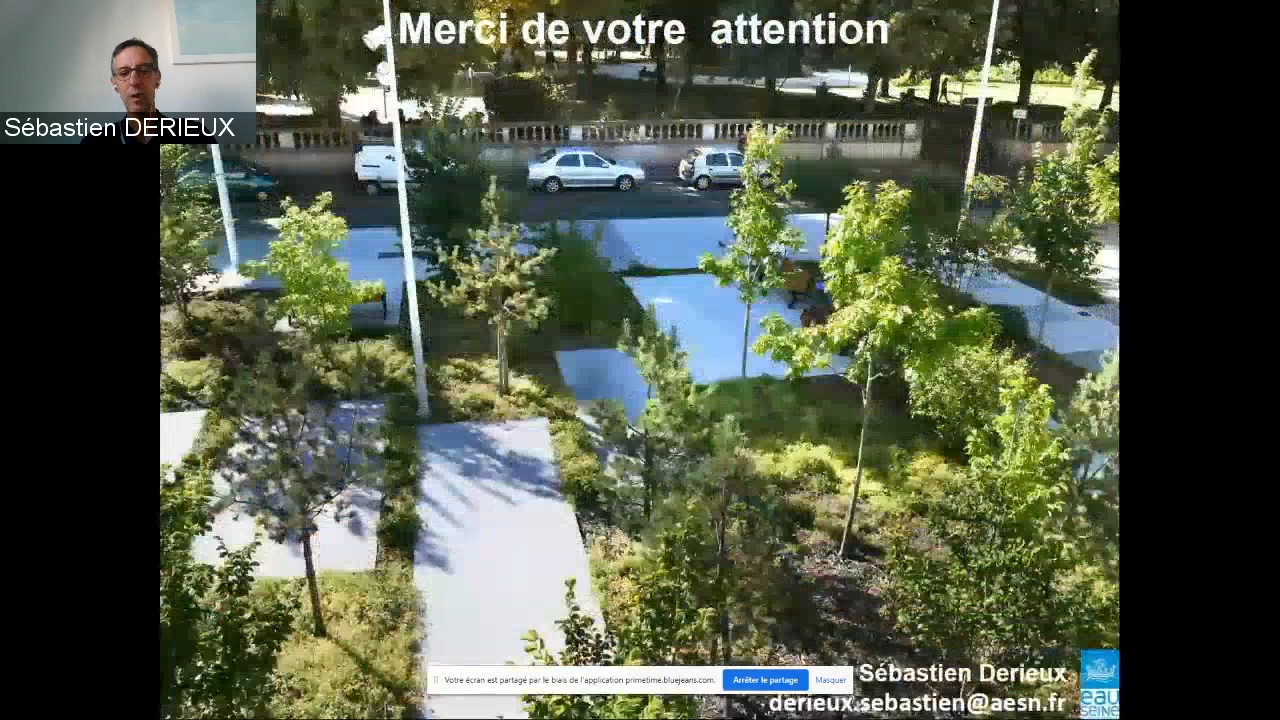 Merci de votre attention
Sébastien DERIEUX
Votre écran est partagé par le biais de l'application primetime.bluejeans.com.
Arrêter le partage
Masquer
Sébastien Derieux
derieux.sebastien@aesn.fr
eau
SEINE